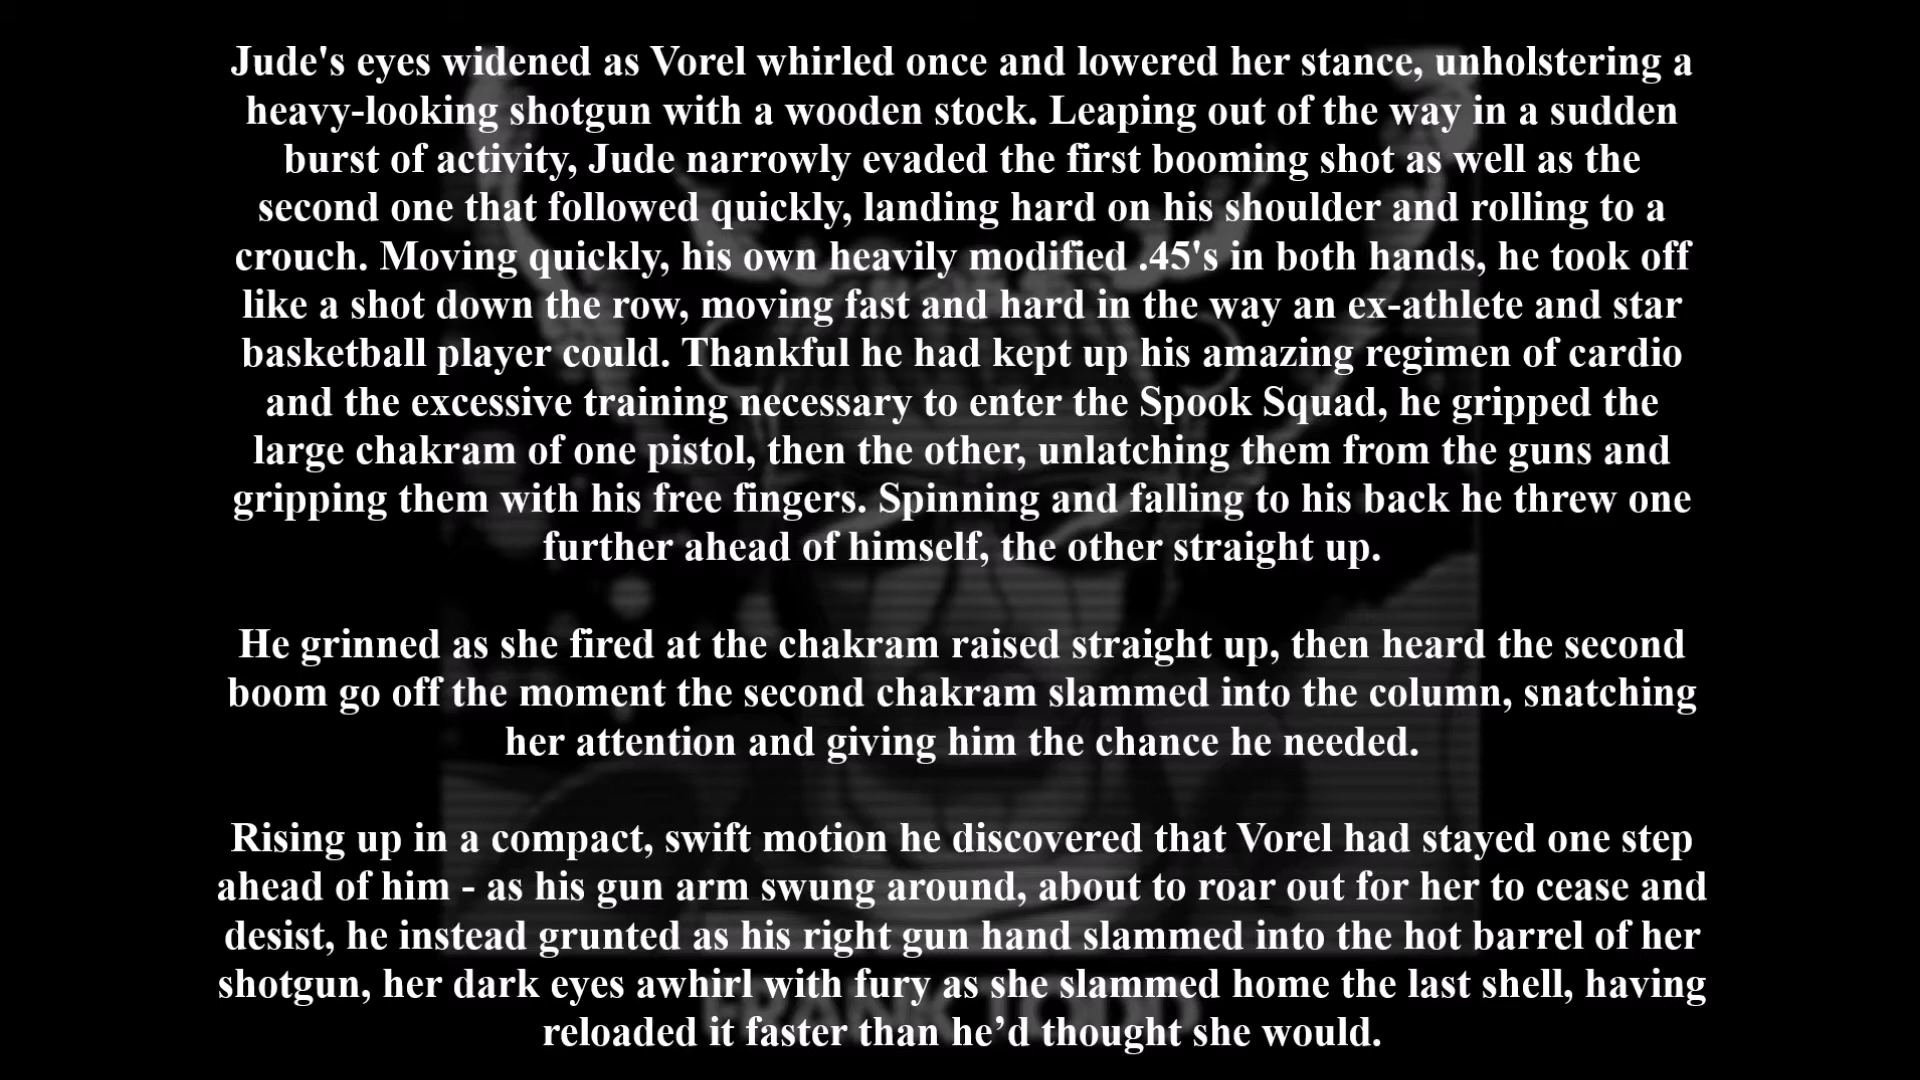 Jude's eyes widened as Vorel whirled once and lowered her stance, unholstering a
heavy-looking shotgun with a wooden stock. Leaping out of the way in a sudden
burst of activity, Jude narrowly evaded the first booming shot as well as the
second one that followed quickly, landing hard on his shoulder and rolling to a
crouch. Moving quickly, his own heavily modified .45's in both hands, he took off
like a shot down the row, moving fast and hard in the way an ex-athlete and star
basketball player could. Thankful he had kept up his amazing regimen of cardio
and the excessive training necessary to enter the Spook Squad, he gripped the
large chakram of one pistol, then the other, unlatching them from the guns and
gripping them with his free fingers. Spinning and falling to his back he threw one
further ahead of himself, the other straight up.
He grinned as she fired at the chakram raised straight up, then heard the second
boom go off the moment the second chakram slammed into the column, snatching
her attention and giving him the chance he needed.
Rising up in a compact, swift motion he discovered that Vorel had stayed one step
ahead of him - as his gun arm swung around, about to roar out for her to cease and
desist, he instead grunted as his right gun hand slammed into the hot barrel of her
shotgun, her dark eyes awhirl with fury as she slammed home the last shell, having
reloaded it faster than he’d thought she would.